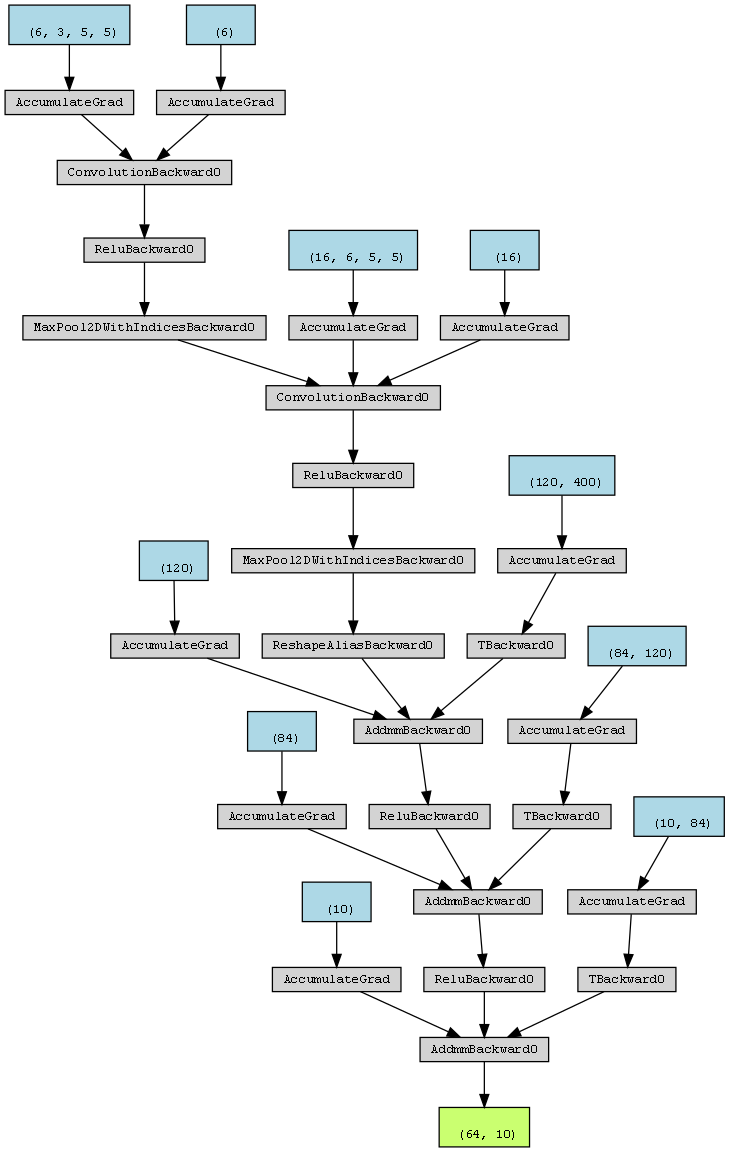 (6, 3, 5, 5)
(6)
AccumulateGrad
AccumulateGrad
ConvolutionBackward0
ReluBackward0
(16, 6, 5, 5)
(16)
MaxPool2DWithIndicesBackward0
AccumulateGrad
AccumulateGrad
ConvolutionBackward0
ReluBackward0
(120, 400)
(120)
MaxPool2DWithIndicesBackward0
AccumulateGrad
AccumulateGrad
ReshapeAliasBackward0
TBackward0
(84, 120)
(84)
AddmmBackward0
AccumulateGrad
AccumulateGrad
ReluBackward0
TBackward0
(10, 84)
(10)
AddmmBackward0
AccumulateGrad
AccumulateGrad
ReluBackward0
TBackward0
AddmmBackward0
(64, 10)